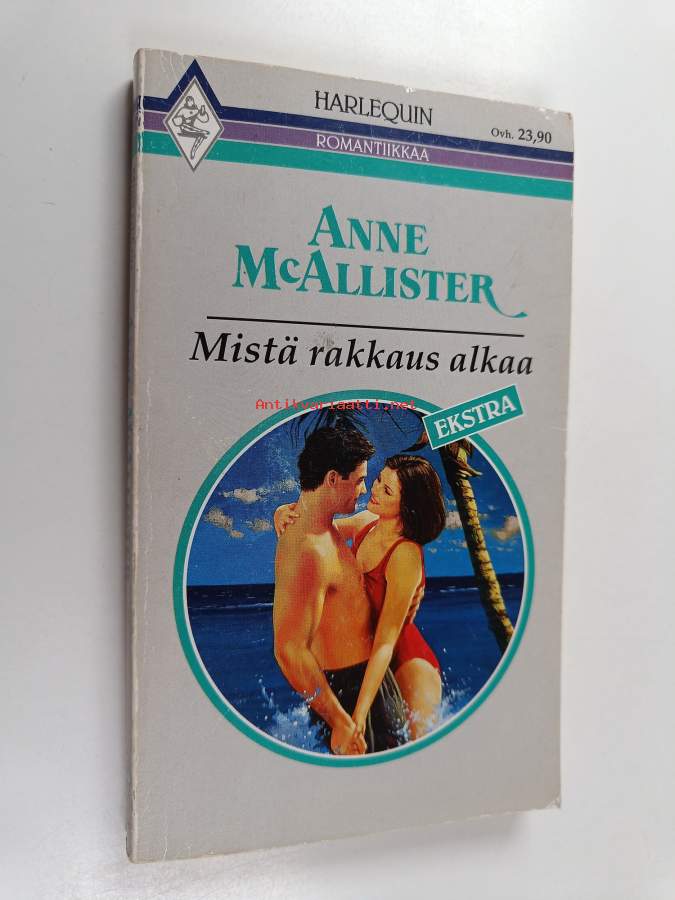 HARLEQUIN
Ovh. 23,90
ROMANTIIKKAA
ANNE
McALLISTER
Mistä rakkaus alkaa
Antikvariaatti.net
EKSTRA